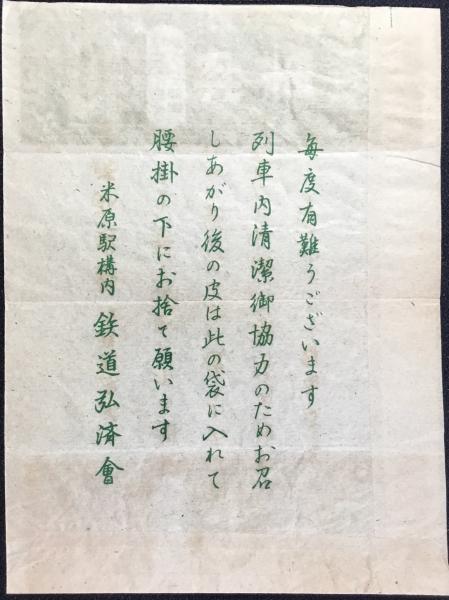 毎度有難うございます
列車内清潔御協力のためお召
しあがり後の皮は此の袋に入れて
腰掛の下にお捨て願います
米原駅構内 鉄道弘済會